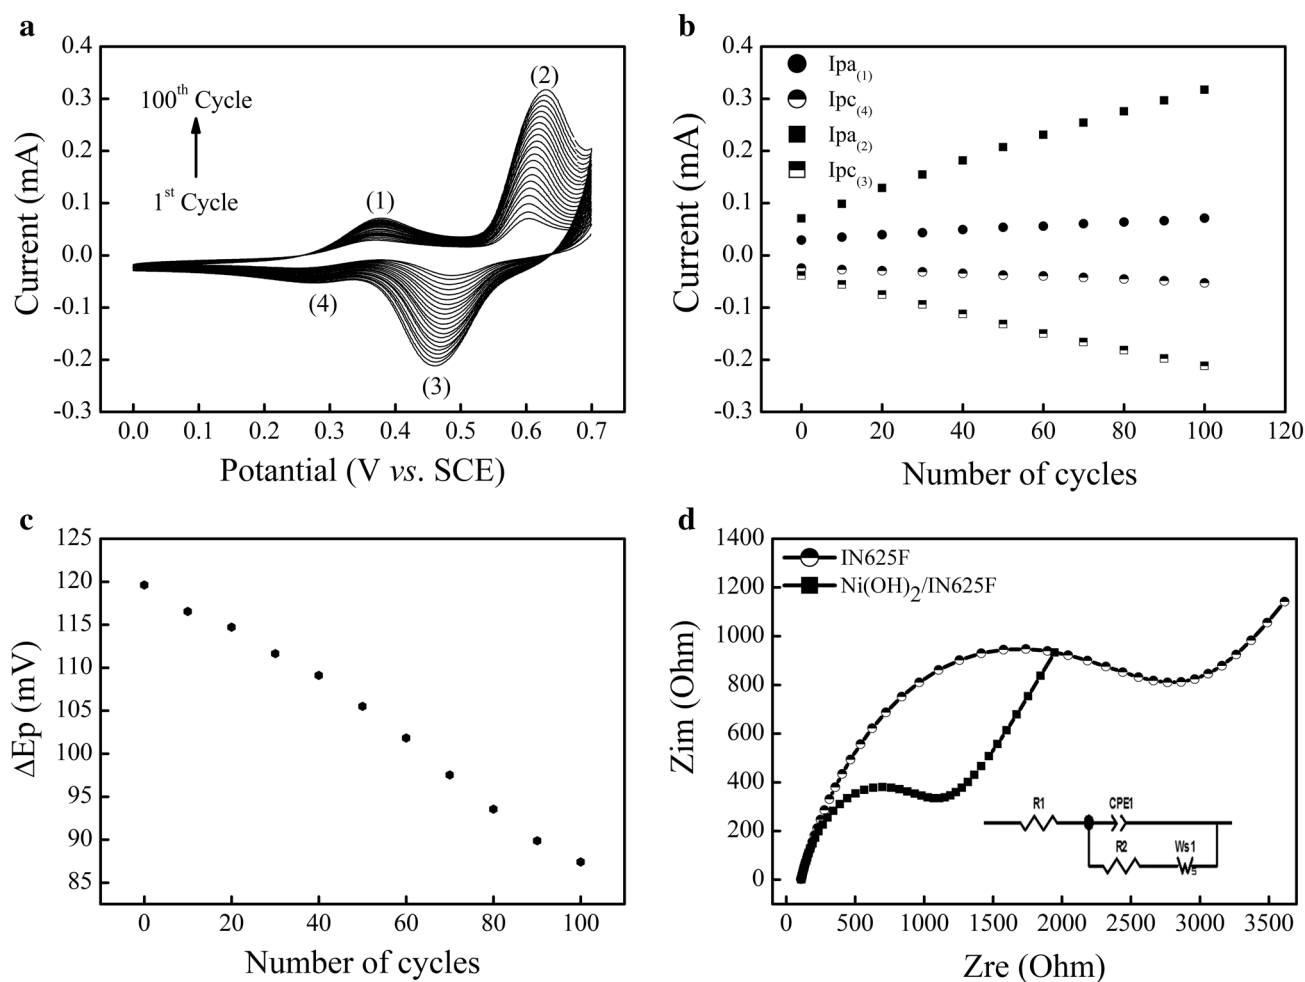 a
0.4
0.3
0.2
0.1
0.0
-0.1
-0.2
-0.3
Current (mA)
100th Cycle
1st Cycle
(1)
(2)
(3)
(4)
0.0 0.1 0.2 0.3 0.4 0.5 0.6 0.7
Potantial (V vs. SCE)
b
0.4
0.3
0.2
0.1
0.0
-0.1
-0.2
-0.3
Current (mA)
Ipa(1)
Ipc(4)
Ipa(2)
Ipc(3)
0 20 40 60 80 100 120
Number of cycles
c
125
120
115
110
105
100
95
90
85
ΔEp (mV)
0 20 40 60 80 100
Number of cycles
d
1400
1200
1000
800
600
400
200
0
Zim (Ohm)
IN625F
Ni(OH)2/IN625F
R1 CPE1
R2 Ws1
s
0 500 1000 1500 2000 2500 3000 3500
Zre (Ohm)